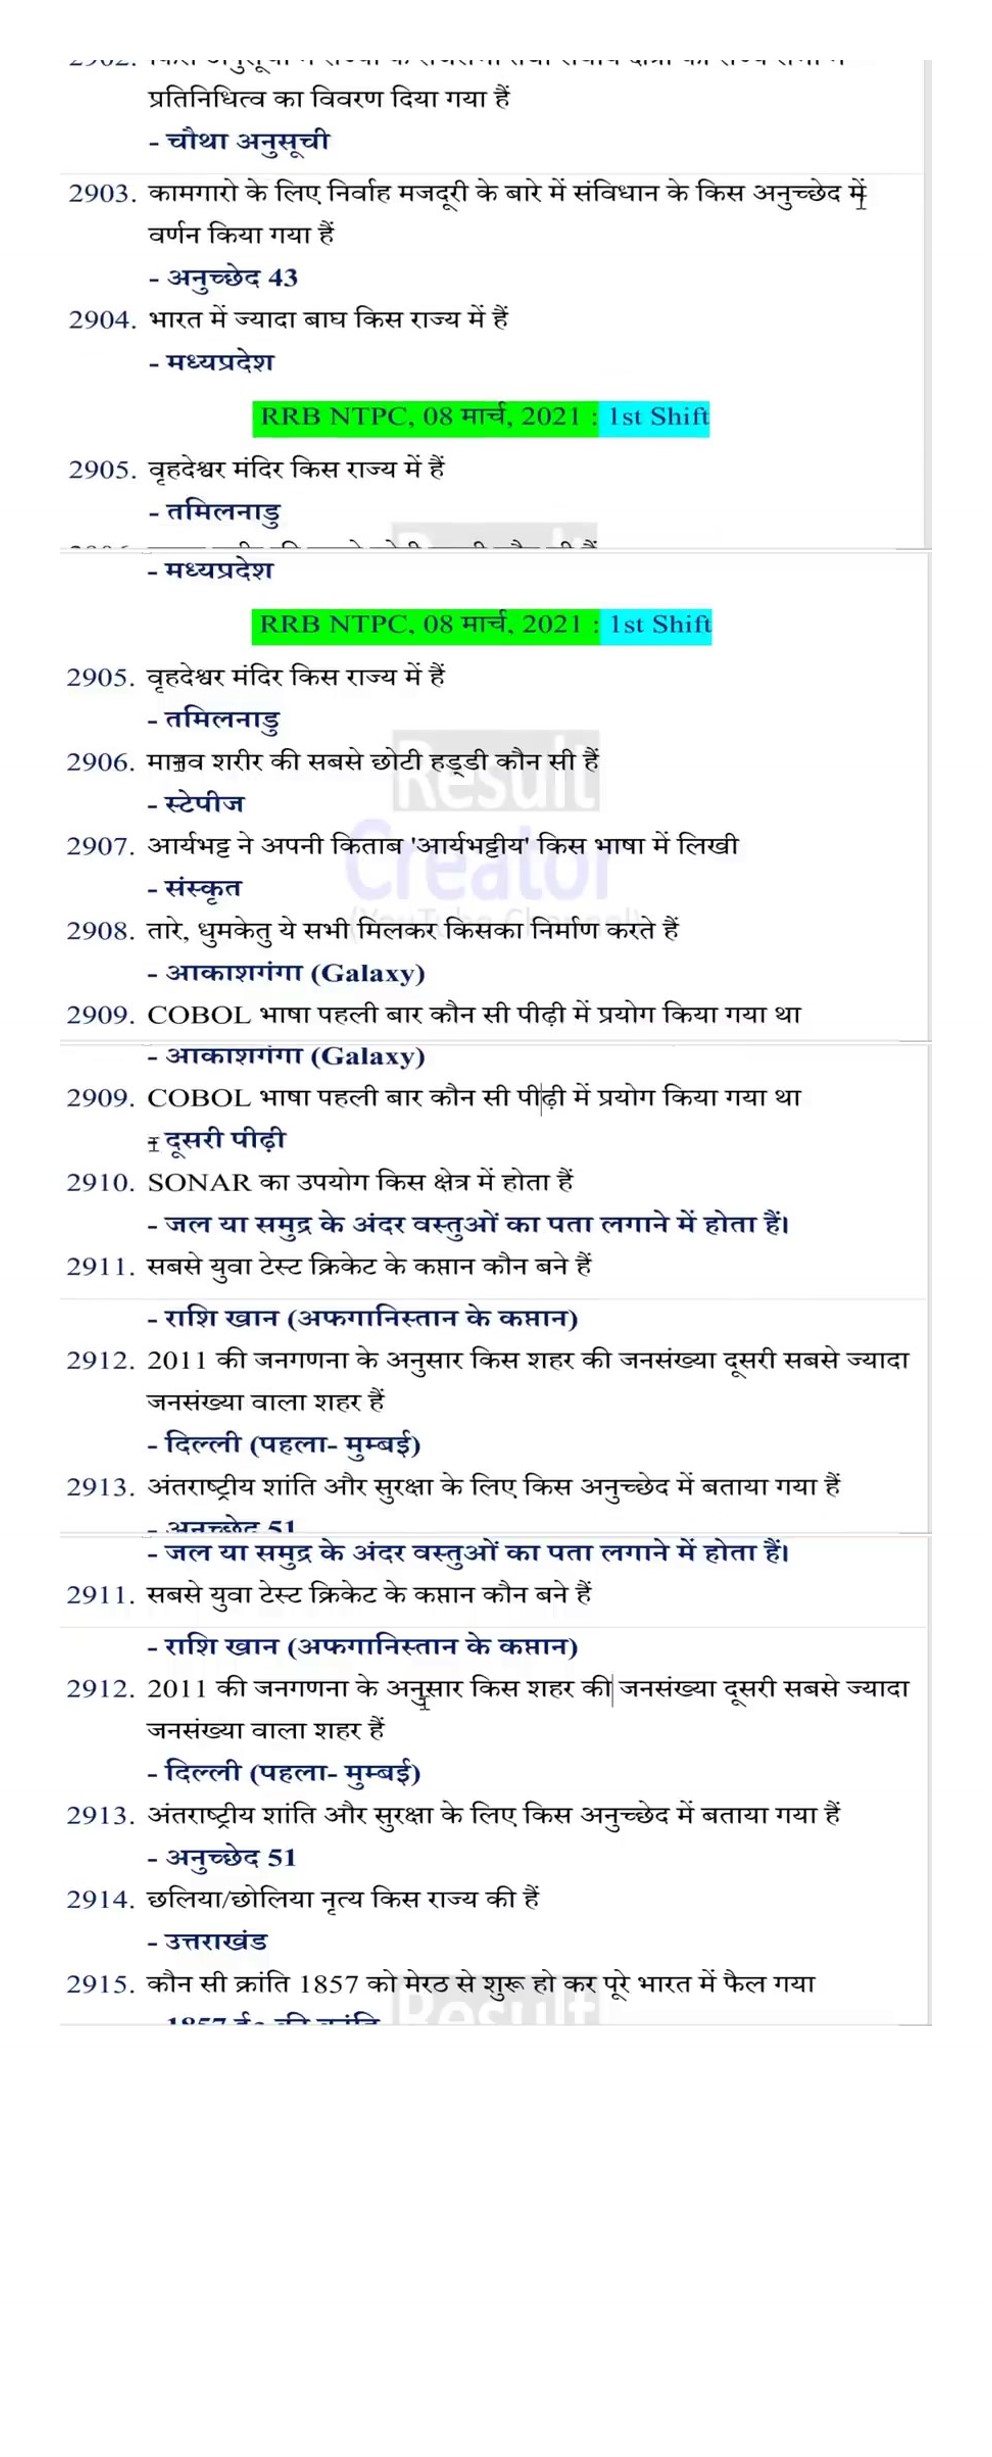 प्रतिनिधित्व का विवरण दिया गया हैं
- चौथा अनुसूची
2903. कामगारो के लिए निर्वाह मजदूरी के बारे में संविधान के किस अनुच्छेद में
वर्णन किया गया हैं
- अनुच्छेद 43
2904. भारत में ज्यादा बाघ किस राज्य में हैं
- मध्यप्रदेश
RRB NTPC, 08 मार्च, 2021 : 1st Shift
2905. वृहदेश्वर मंदिर किस राज्य में हैं
- तमिलनाडु
Result
- मध्यप्रदेश
RRB NTPC, 08 मार्च, 2021 : 1st Shift
2905. वृहदेश्वर मंदिर किस राज्य में हैं
- तमिलनाडु
2906. मानव शरीर की सबसे छोटी हड्डी कौन सी हैं
Result
- स्टेपीज
2907. आर्यभट्ट ने अपनी किताब 'आर्यभट्टीय' किस भाषा में लिखी
Creator
- संस्कृत
(YouTube Channel)
2908. तारे, धुमकेतु ये सभी मिलकर किसका निर्माण करते हैं
- आकाशगंगा (Galaxy)
2909. COBOL भाषा पहली बार कौन सी पीढ़ी में प्रयोग किया गया था
- आकाशगंगा (Galaxy)
2909. COBOL भाषा पहली बार कौन सी पीढ़ी में प्रयोग किया गया था
- दूसरी पीढ़ी
2910. SONAR का उपयोग किस क्षेत्र में होता हैं
- जल या समुद्र के अंदर वस्तुओं का पता लगाने में होता हैं।
2911. सबसे युवा टेस्ट क्रिकेट के कप्तान कौन बने हैं
- राशि खान (अफगानिस्तान के कप्तान)
2912. 2011 की जनगणना के अनुसार किस शहर की जनसंख्या दूसरी सबसे ज्यादा
जनसंख्या वाला शहर हैं
- दिल्ली (पहला- मुम्बई)
2913. अंतराष्ट्रीय शांति और सुरक्षा के लिए किस अनुच्छेद में बताया गया हैं
- अनुच्छेद 51
- जल या समुद्र के अंदर वस्तुओं का पता लगाने में होता हैं।
2911. सबसे युवा टेस्ट क्रिकेट के कप्तान कौन बने हैं
- राशि खान (अफगानिस्तान के कप्तान)
2912. 2011 की जनगणना के अनुसार किस शहर की जनसंख्या दूसरी सबसे ज्यादा
जनसंख्या वाला शहर हैं
- दिल्ली (पहला- मुम्बई)
2913. अंतराष्ट्रीय शांति और सुरक्षा के लिए किस अनुच्छेद में बताया गया हैं
- अनुच्छेद 51
2914. छलिया/छोलिया नृत्य किस राज्य की हैं
- उत्तराखंड
2915. कौन सी क्रांति 1857 को मेरठ से शुरू हो कर पूरे भारत में फैल गया
Result
- 1857 ई० की क्रांति